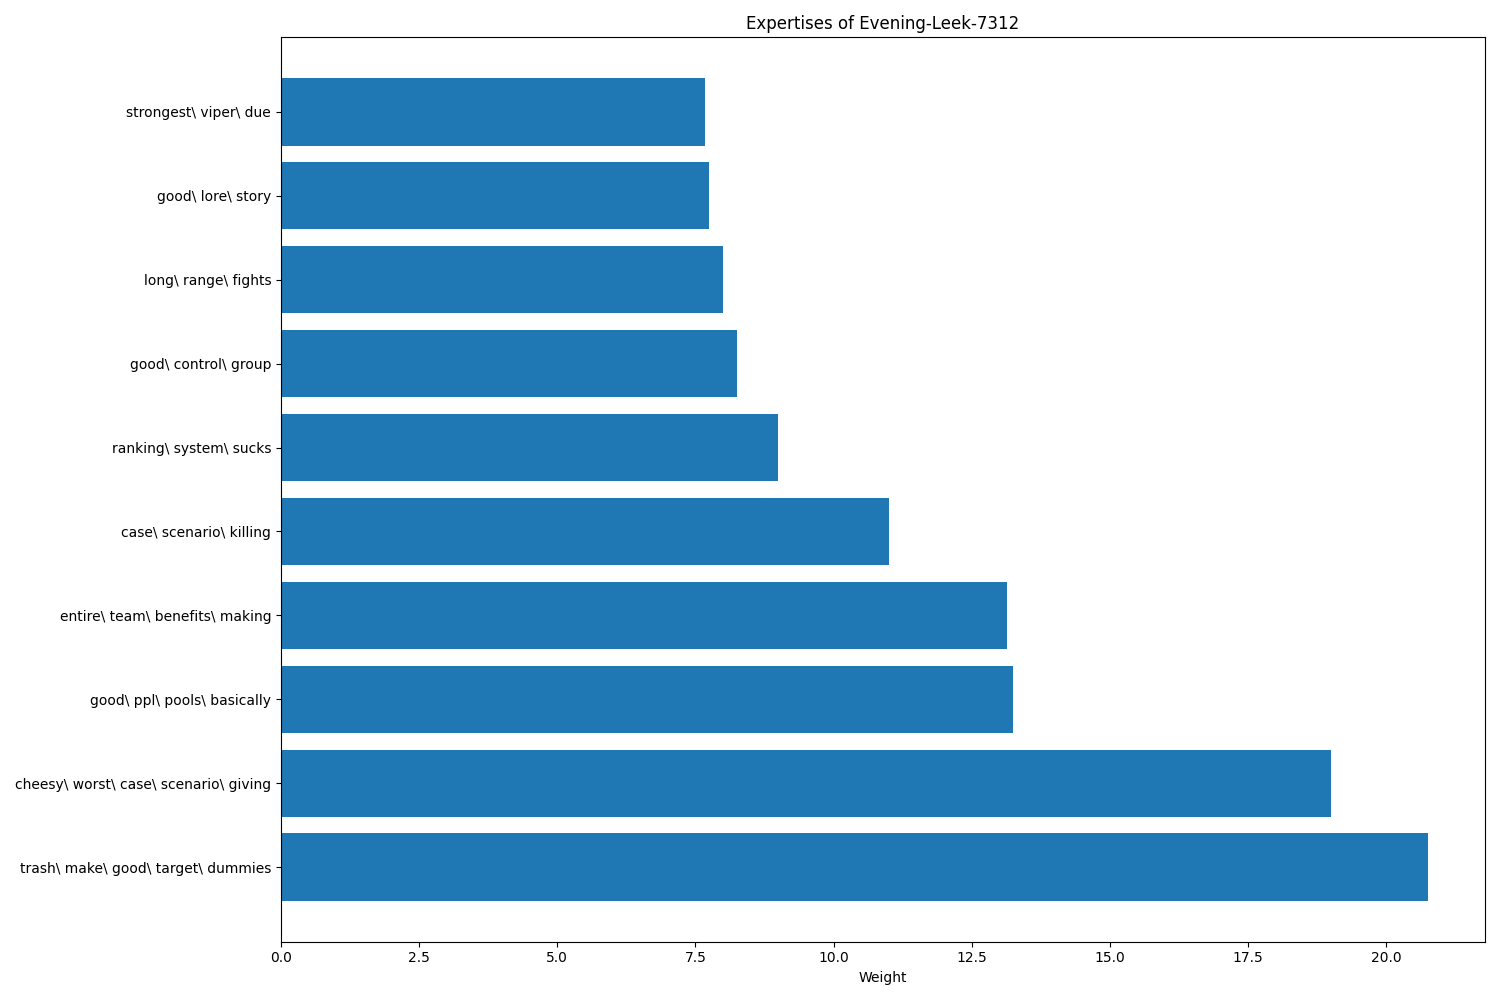 Expertises of Evening-Leek-7312
strongest\ viper\ due
good\ lore\ story
long\ range\ fights
good\ control\ group
ranking\ system\ sucks
case\ scenario\ killing
entire\ team\ benefits\ making
good\ ppl\ pools\ basically
cheesy\ worst\ case\ scenario\ giving
trash\ make\ good\ target\ dummies
0.0 2.5 5.0 7.5 10.0 12.5 15.0 17.5 20.0
Weight